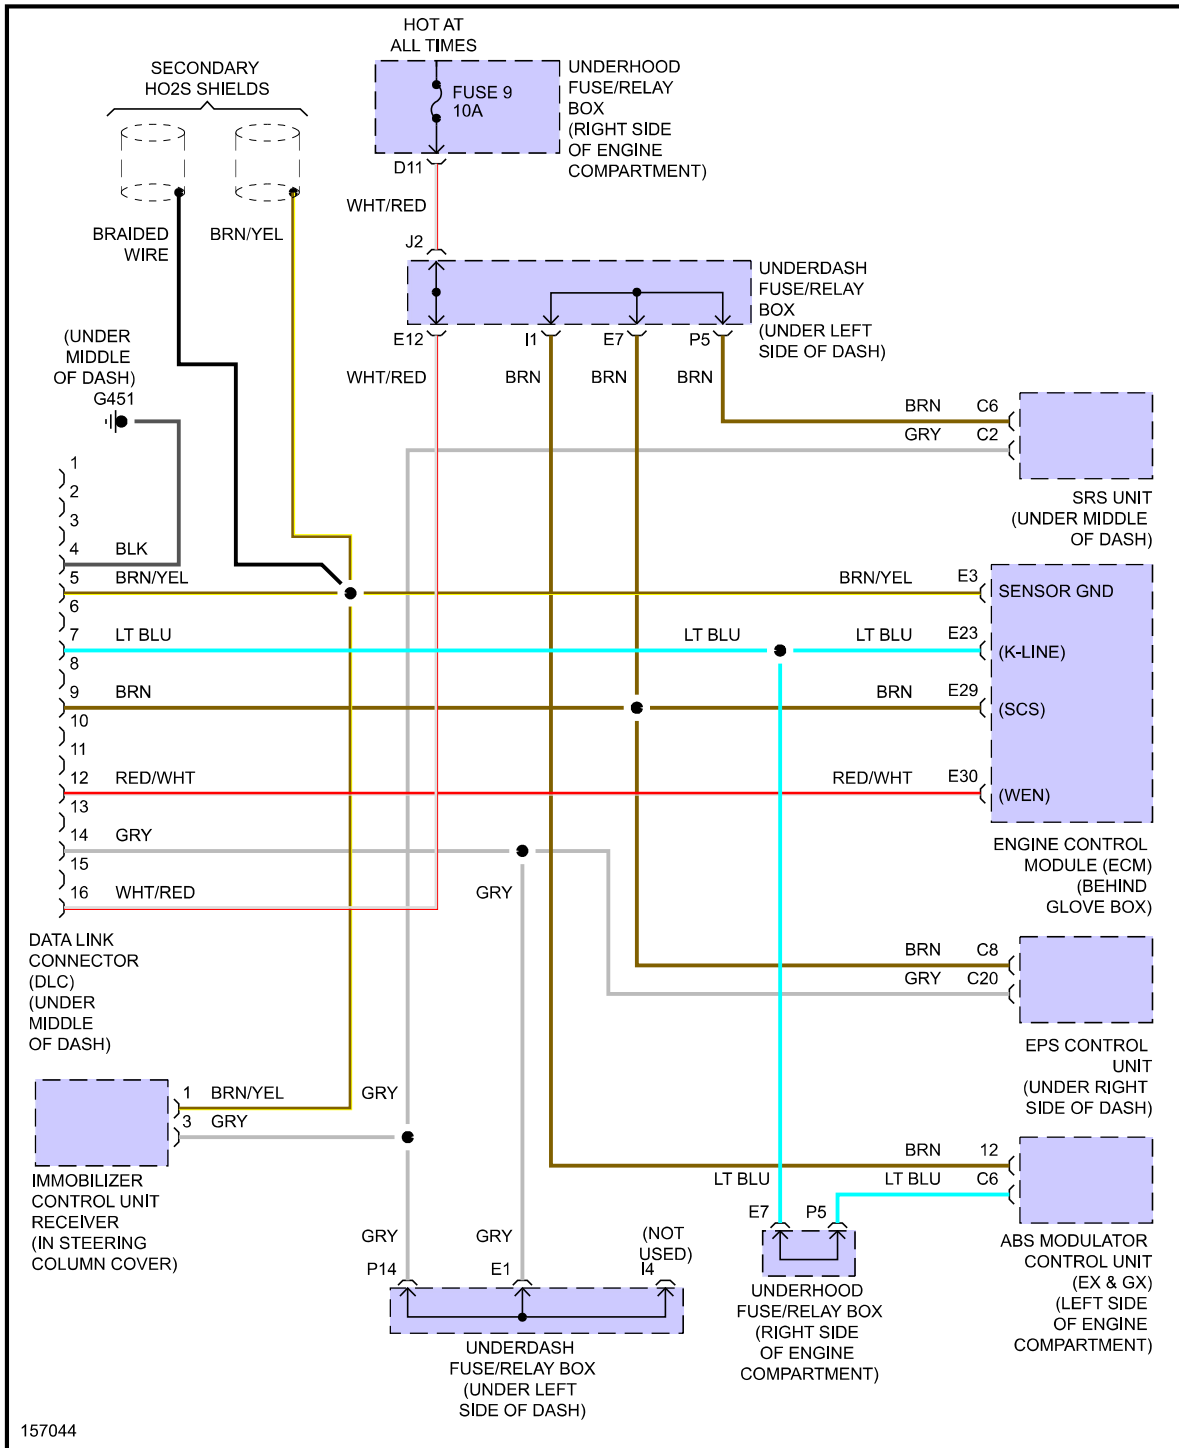 HOT AT
ALL TIMES
SECONDARY
HO2S SHIELDS
FUSE 9
10A
UNDERHOOD
FUSE/RELAY
BOX
(RIGHT SIDE
OF ENGINE
COMPARTMENT)
D11
WHT/RED
BRAIDED
WIRE
BRN/YEL
J2
UNDERDASH
FUSE/RELAY
BOX
(UNDER LEFT
SIDE OF DASH)
E12
I1
E7
P5
WHT/RED
BRN
BRN
BRN
(UNDER
MIDDLE
OF DASH)
G451
BRN C6
GRY C2
SRS UNIT
(UNDER MIDDLE
OF DASH)
1
2
3
4 BLK
5 BRN/YEL
6
7 LT BLU
8
9 BRN
10
11
12 RED/WHT
13
14 GRY
15
16 WHT/RED
DATA LINK
CONNECTOR
(DLC)
(UNDER
MIDDLE
OF DASH)
BRN/YEL E3
SENSOR GND
LT BLU
LT BLU E23
(K-LINE)
BRN E29
(SCS)
RED/WHT E30
(WEN)
ENGINE CONTROL
MODULE (ECM)
(BEHIND
GLOVE BOX)
GRY
BRN C8
GRY C20
EPS CONTROL
UNIT
(UNDER RIGHT
SIDE OF DASH)
1 BRN/YEL
3 GRY
GRY
IMMOBILIZER
CONTROL UNIT
RECEIVER
(IN STEERING
COLUMN COVER)
BRN 12
LT BLU C6
ABS MODULATOR
CONTROL UNIT
(EX & GX)
(LEFT SIDE
OF ENGINE
COMPARTMENT)
LT BLU
E7
P5
UNDERHOOD
FUSE/RELAY BOX
(RIGHT SIDE
OF ENGINE
COMPARTMENT)
GRY
GRY
(NOT
USED)
P14
E1
I4
UNDERDASH
FUSE/RELAY BOX
(UNDER LEFT
SIDE OF DASH)
157044